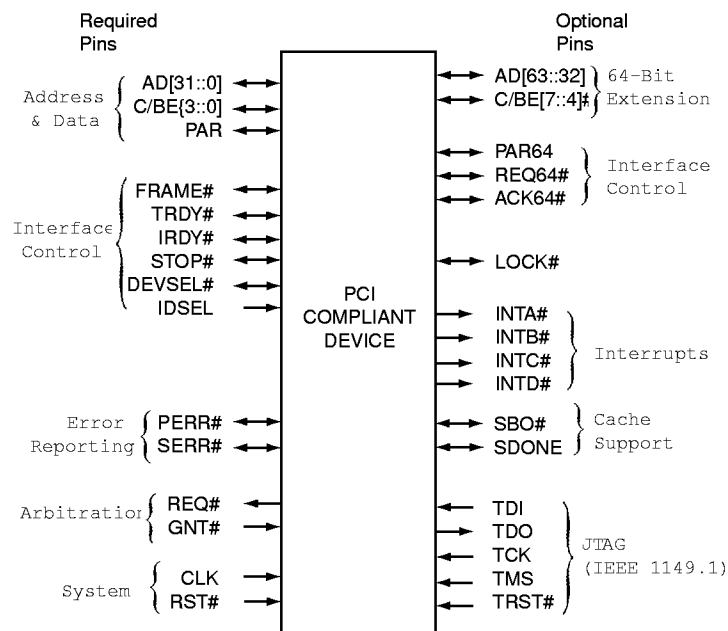 Required
Pins
Optional
Pins
Address
& Data
AD[31::0]
C/BE{3::0]
PAR
Interface
Control
FRAME#
TRDY#
IRDY#
STOP#
DEVSEL#
IDSEL
Error
Reporting
PERR#
SERR#
Arbitration
REQ#
GNT#
System
CLK
RST#
PCI
COMPLIANT
DEVICE
AD[63::32]
C/BE[7::4]#
64-Bit
Extension
PAR64
REQ64#
ACK64#
Interface
Control
LOCK#
INTA#
INTB#
INTC#
INTD#
Interrupts
SBO#
SDONE
Cache
Support
TDI
TDO
TCK
TMS
TRST#
JTAG
(IEEE 1149.1)